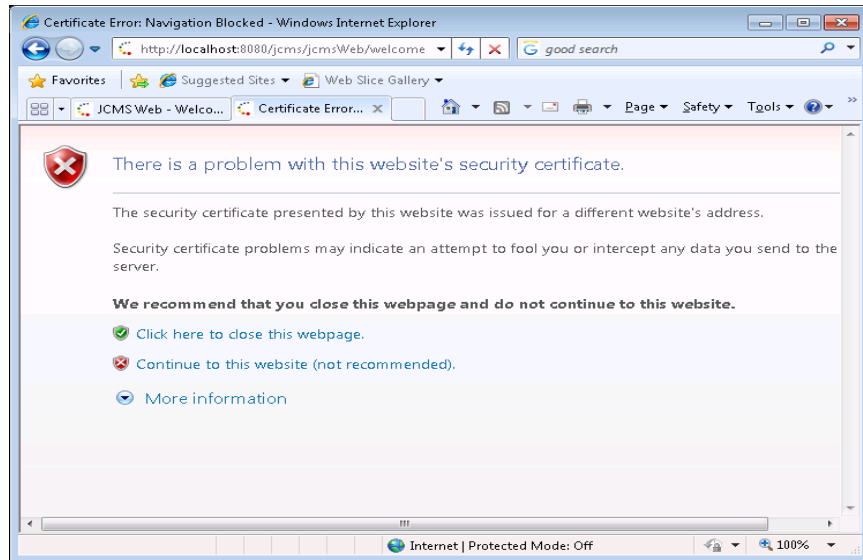 Certificate Error: Navigation Blocked - Windows Internet Explorer
http://localhost:8080/jcms/jcmsWeb/welcome
good search
Favorites Suggested Sites Web Slice Gallery
JCMS Web - Welco... Certificate Error... Page Safety Tools
There is a problem with this website's security certificate.
The security certificate presented by this website was issued for a different website's address.
Security certificate problems may indicate an attempt to fool you or intercept any data you send to the
server.
We recommend that you close this webpage and do not continue to this website.
Click here to close this webpage.
Continue to this website (not recommended).
More information
Internet | Protected Mode: Off 100%